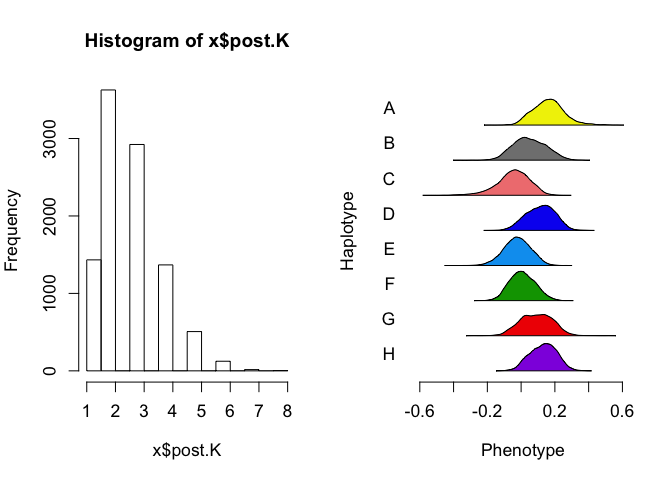 Histogram of x$post.K
Frequency
0 1000 2000 3000
1 2 3 4 5 6 7 8
x$post.K
Haplotype
A
B
C
D
E
F
G
H
-0.6 -0.2 0.2 0.6
Phenotype